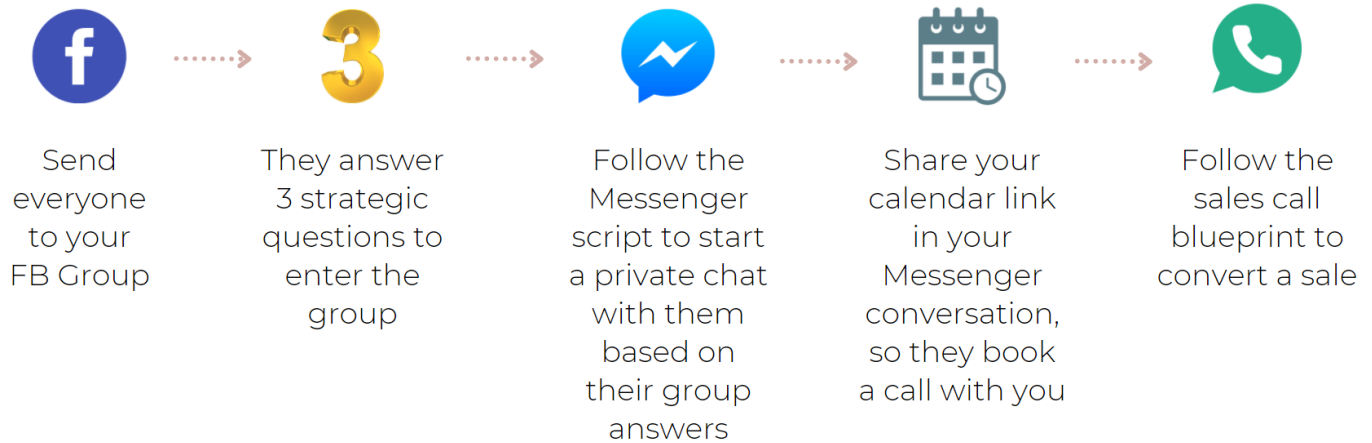 Send
everyone
to your
FB Group
3
They answer
3 strategic
questions to
enter the
group
Follow the
Messenger
script to start
a private chat
with them
based on
their group
answers
Share your
calendar link
in your
Messenger
conversation,
so they book
a call with you
Follow the
sales call
blueprint to
convert a sale